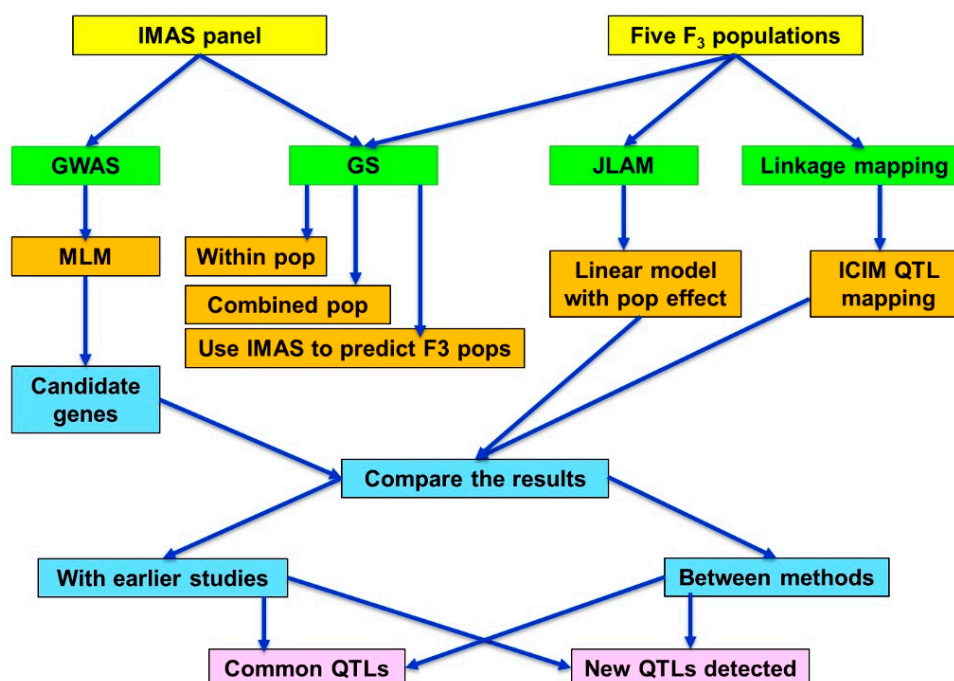 IMAS panel
Five F₃ populations
GWAS
GS
JLAM
Linkage mapping
MLM
Within pop
Combined pop
Use IMAS to predict F3 pops
Linear model
with pop effect
ICIM QTL
mapping
Candidate
genes
Compare the results
With earlier studies
Between methods
Common QTLs
New QTLs detected